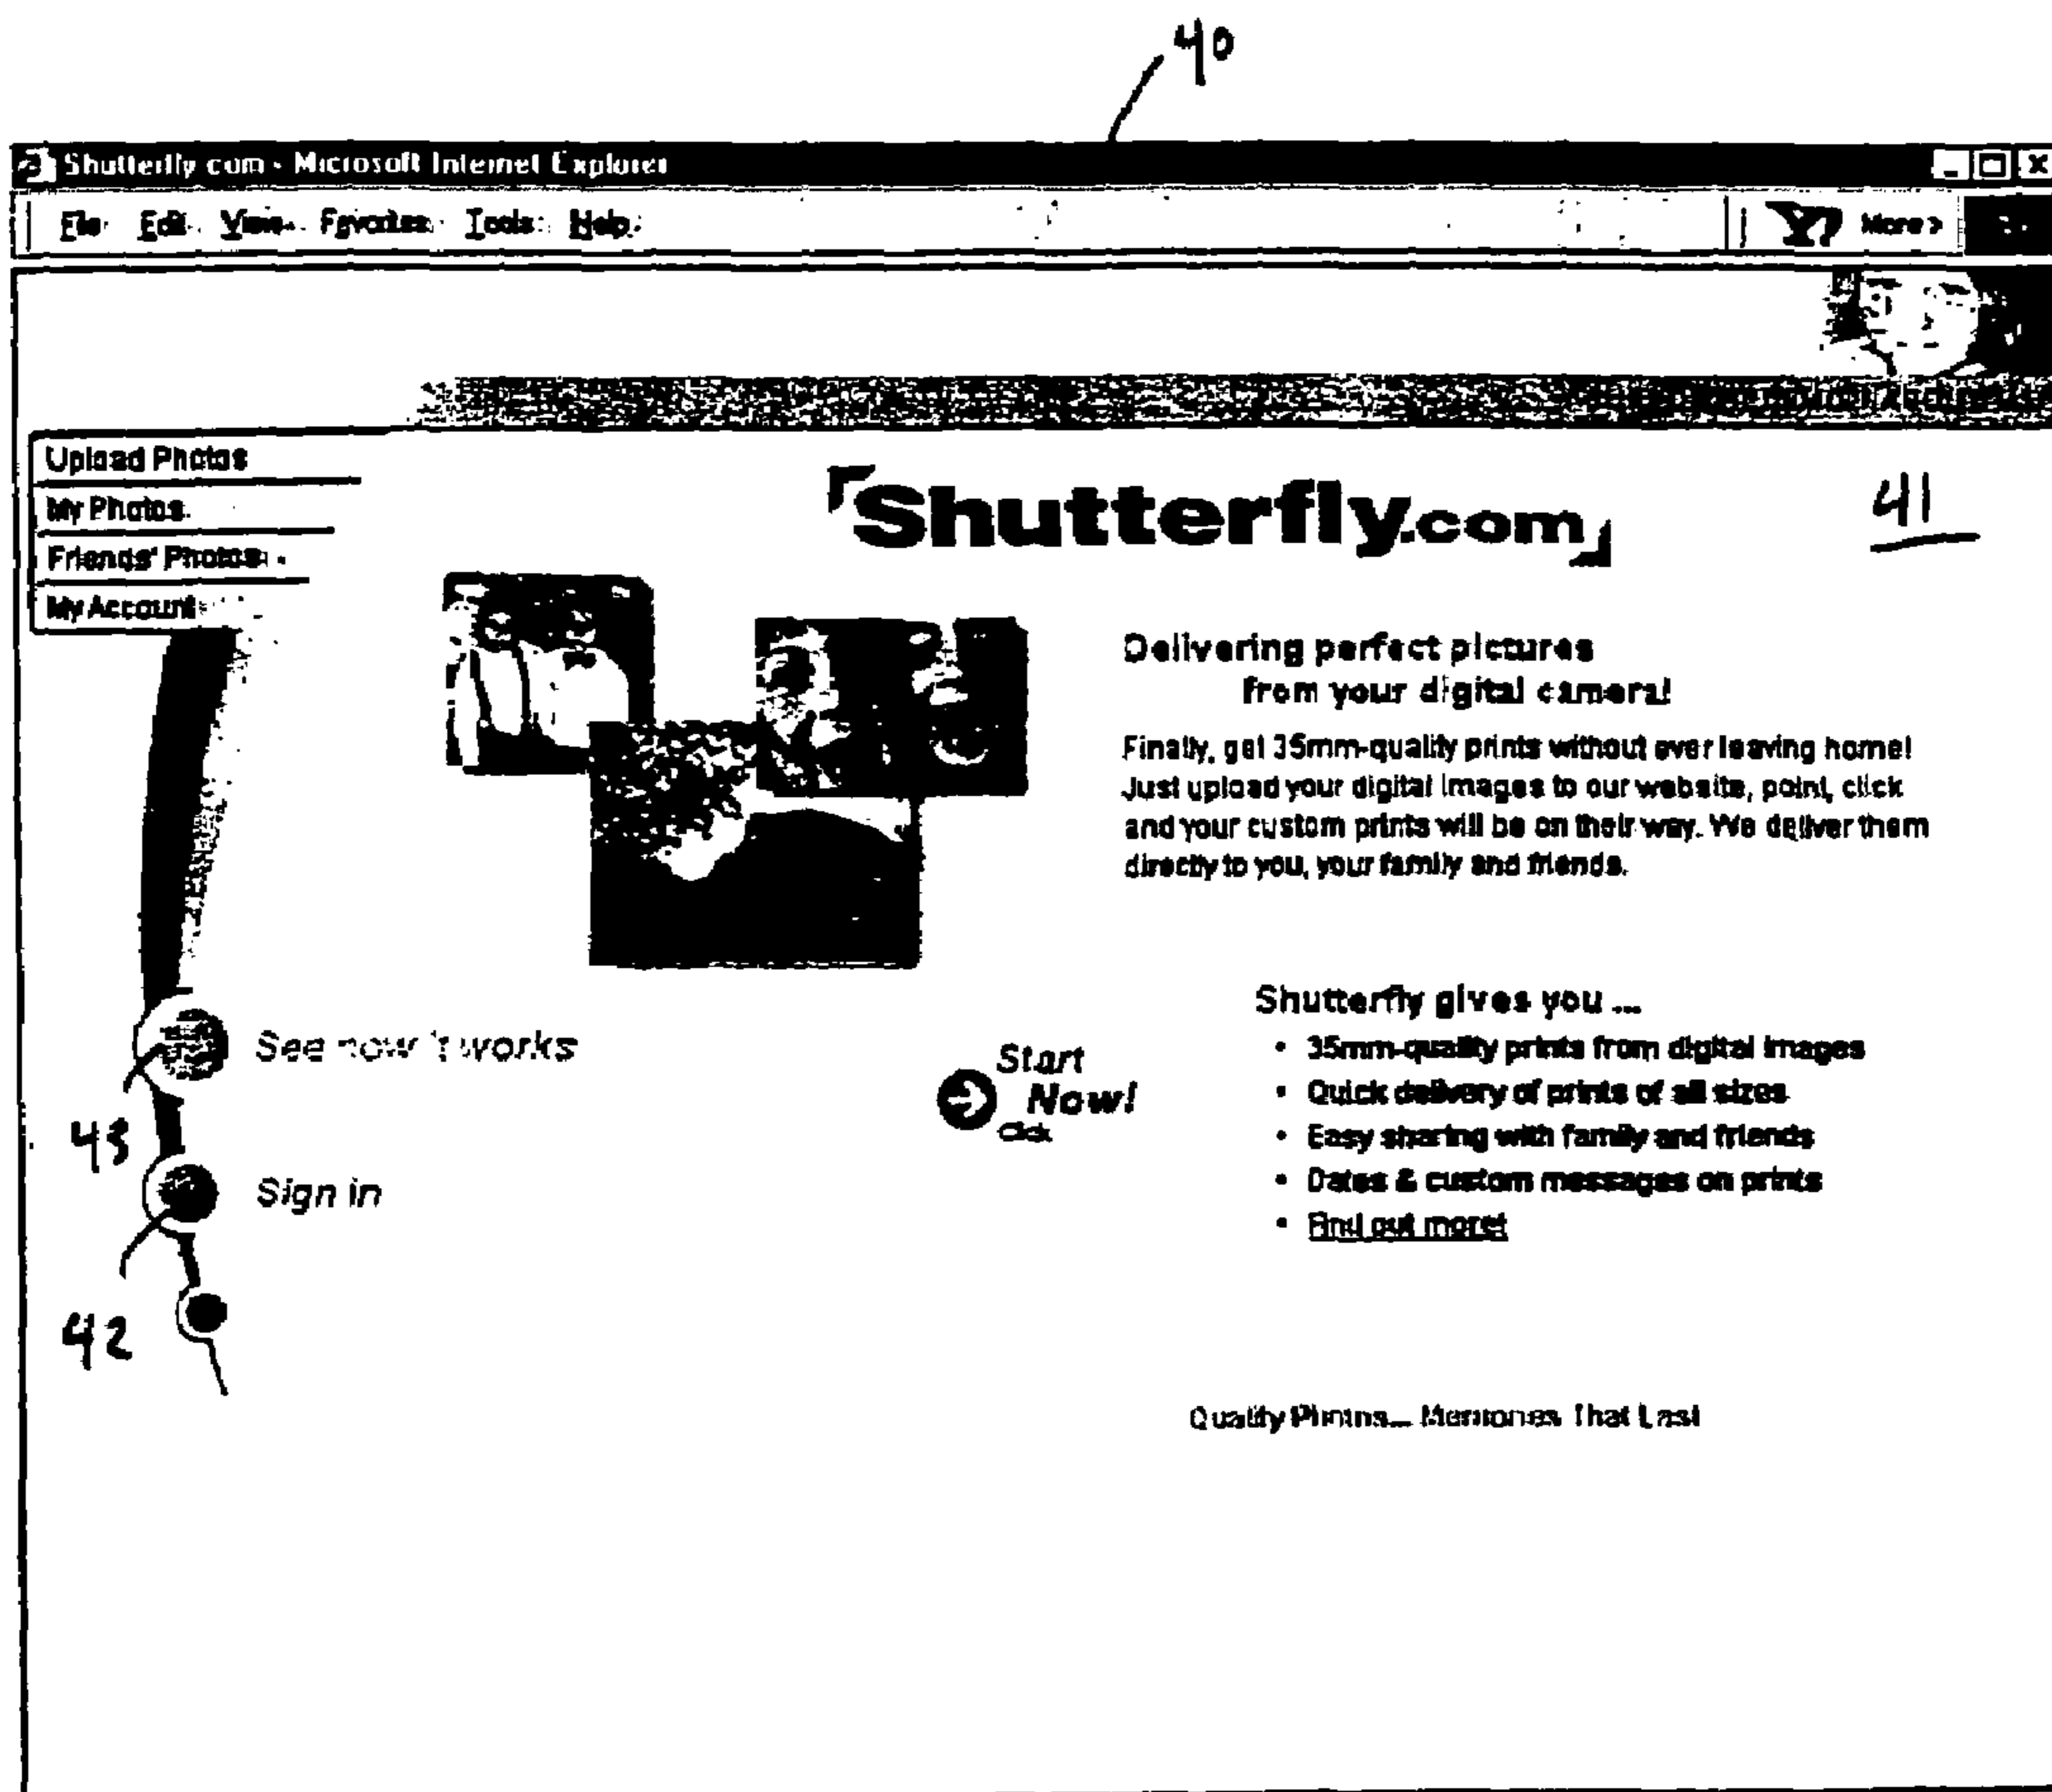 40
Shutterfly.com - Microsoft Internet Explorer
File Edit View Favorites Tools Help
More >
Upload Photos
My Photos
Friends' Photos
My Account
Shutterfly.com
41
Delivering perfect pictures
from your digital camera!
Finally, get 35mm-quality prints without ever leaving home!
Just upload your digital images to our website, point, click
and your custom prints will be on their way. We deliver them
directly to you, your family and friends.
See how it works
43
Sign in
42
Start
Now!
Click
Shutterfly gives you ...
• 35mm-quality prints from digital images
• Quick delivery of prints of all sizes
• Easy sharing with family and friends
• Dates & custom messages on prints
• Find out more!
Quality Photos... Memories That Last